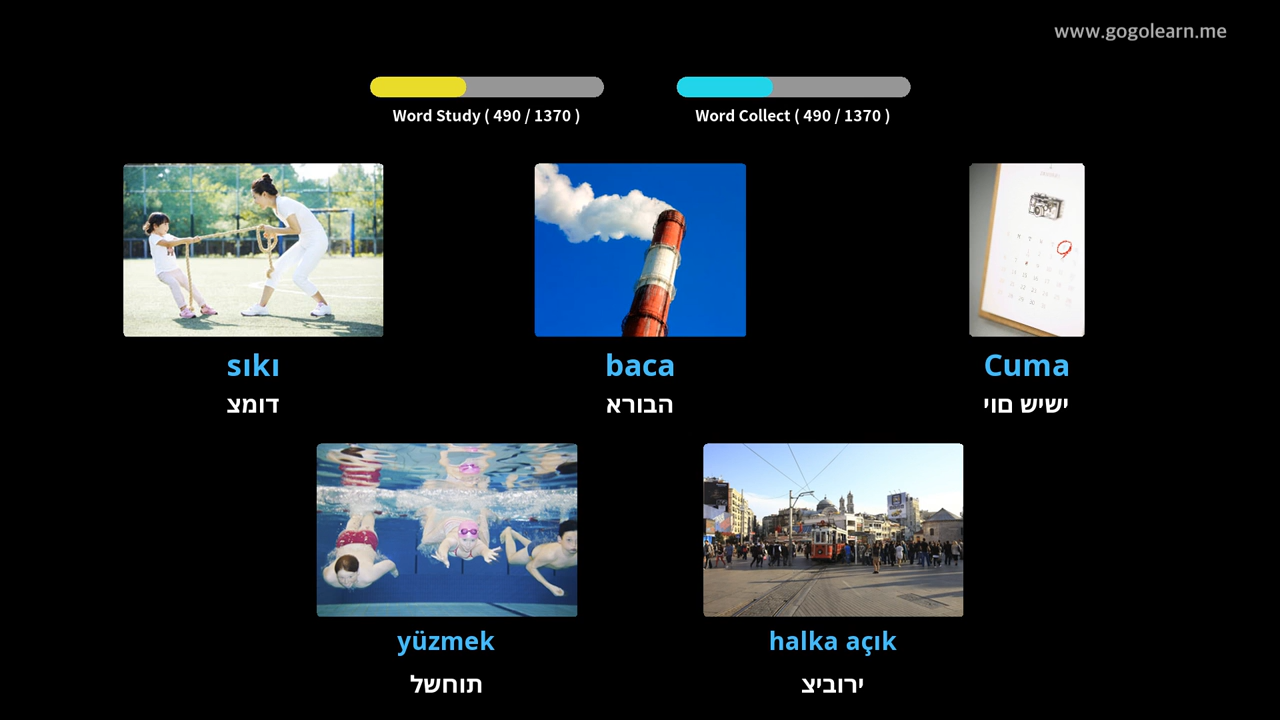 www.gogolearn.me
Word Study ( 490 / 1370 )
Word Collect ( 490 / 1370 )
sıkı
דומצ
baca
הבורא
Cuma
ישיש םוי
yüzmek
תוחשל
halka açık
ירוביצ